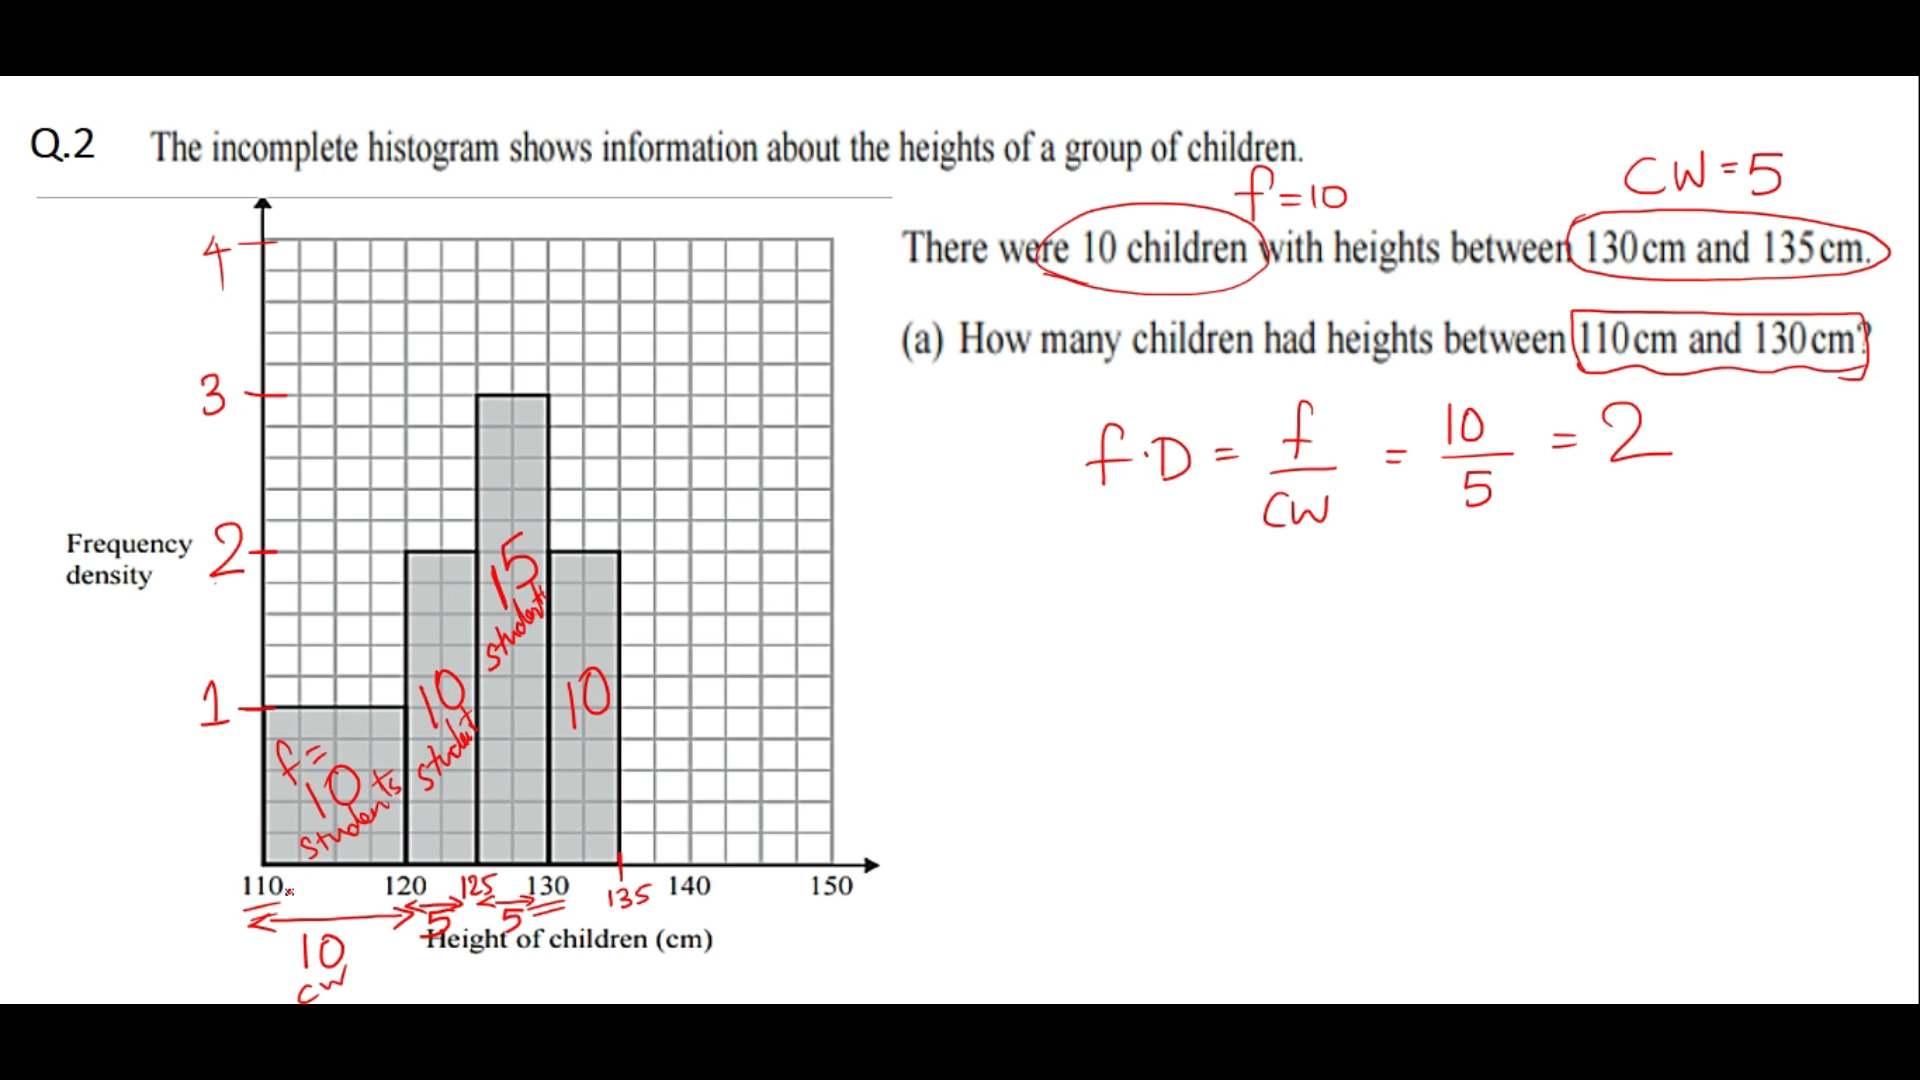 Q.2 The incomplete histogram shows information about the heights of a group of children.
f=10
CW=5
There were 10 children with heights between 130cm and 135cm.
(a) How many children had heights between 110cm and 130cm?
f.D = f/CW = 10/5 = 2
4
3
Frequency density
2
1
f= 10 students
10 student
15 students
10
110 120 125 130 135 140 150
10 cw
5
5
Height of children (cm)